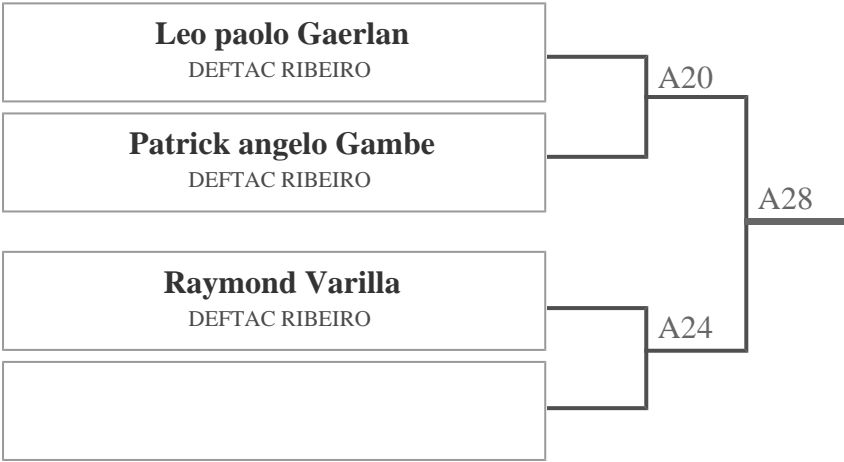 Leo paolo Gaerlan
DEFTAC RIBEIRO
A20
Patrick angelo Gambe
DEFTAC RIBEIRO
A28
Raymond Varilla
DEFTAC RIBEIRO
A24